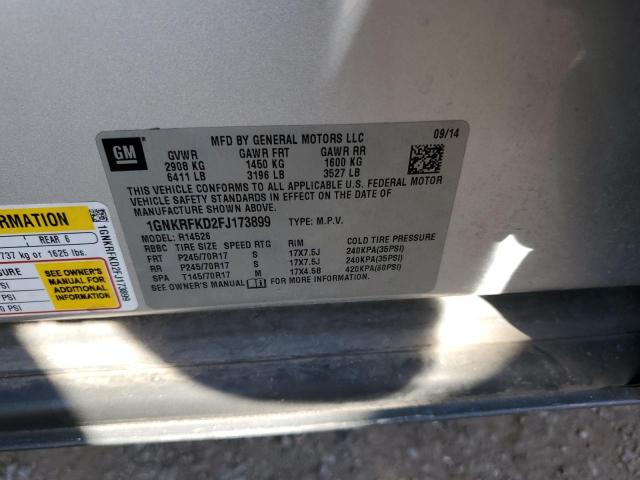 GM
MFD BY GENERAL MOTORS LLC 09/14
GVWR GAWR FRT GAWR RR
2908 KG 1450 KG 1600 KG
6411 LB 3196 LB 3527 LB
THIS VEHICLE CONFORMS TO ALL APPLICABLE U.S. FEDERAL MOTOR
VEHICLE SAFETY STANDARDS IN EFFECT ON THE DATE OF
MANUFACTURE SHOWN ABOVE.
1GNKRFKD2FJ173899 TYPE: M.P.V.
MODEL: R14526
RBBC TIRE SIZE SPEED RTG RIM COLD TIRE PRESSURE
FRT P245/70R17 S 17X7.5J 240KPA(35PSI)
RR P245/70R17 S 17X7.5J 240KPA(35PSI)
SPA T145/70R17 M 17X4.5B 420KPA(60PSI)
SEE OWNER'S MANUAL FOR MORE INFORMATION.
FORMATION
REAR 6
737 kg or 1625 lbs.
SURE
SEE OWNER'S
MANUAL FOR
ADDITIONAL
INFORMATION
PSI
PSI
0 PSI
1GNKRFKD2FJ173899